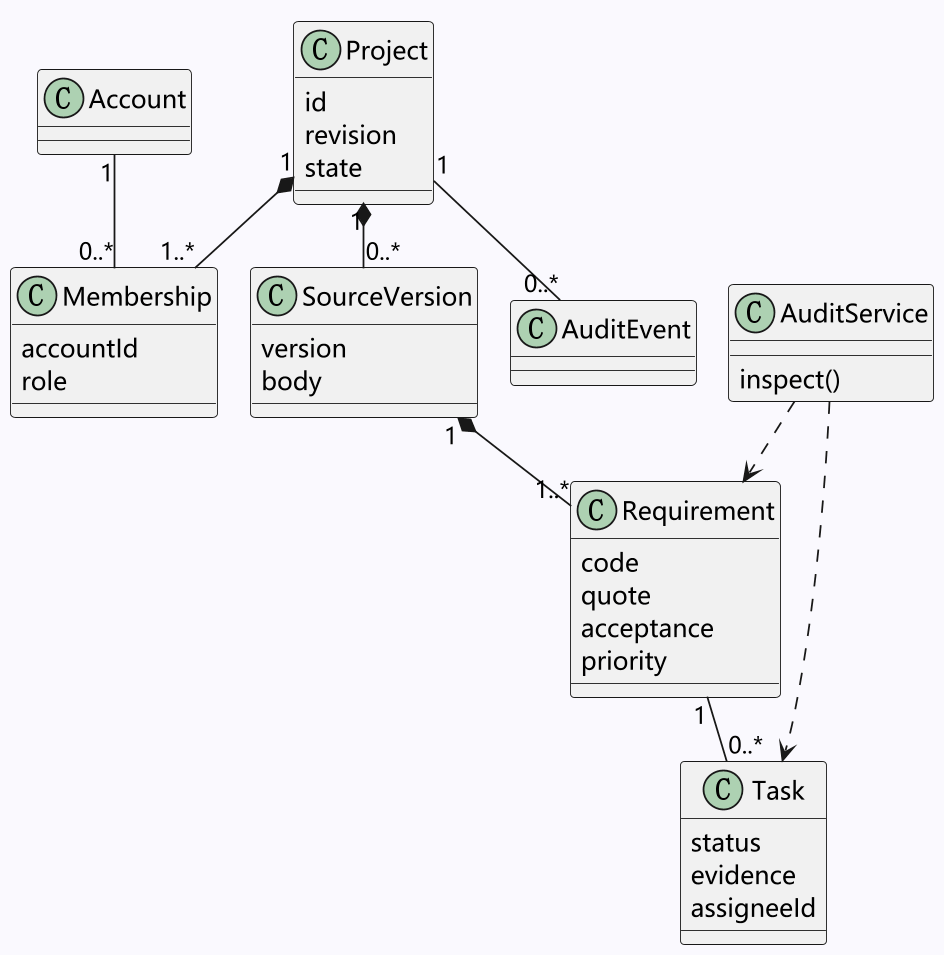 C Project
id
revision
state
C Account
1
1
1
1
0..*
1..*
0..*
0..*
C Membership
accountId
role
C SourceVersion
version
body
C AuditEvent
C AuditService
inspect()
1
1..*
C Requirement
code
quote
acceptance
priority
1
0..*
C Task
status
evidence
assigneeId